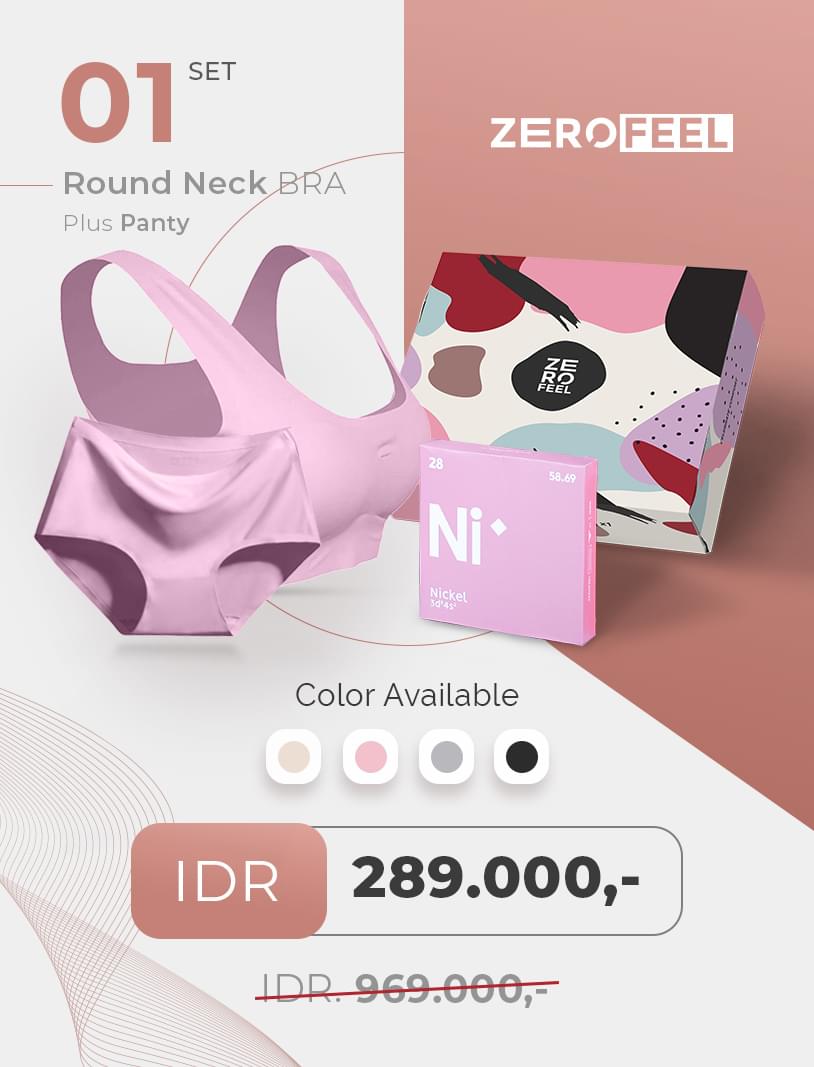 01 SET
Round Neck BRA
Plus Panty
ZEROFEEL
ZE
RO
FEEL
28
58.69
Ni
Nickel
Color Available
IDR 289.000,-
IDR. 969.000,-